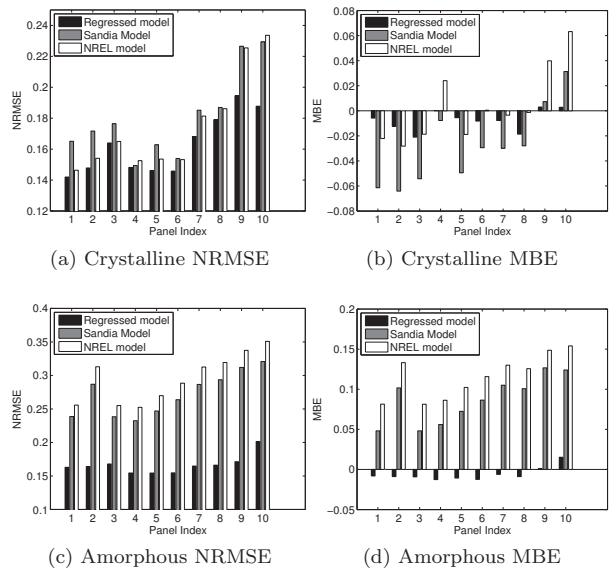 Regressed model
Sandia Model
NREL model
0.24
0.22
0.2
0.18
0.16
0.14
0.12
NRMSE
1 2 3 4 5 6 7 8 9 10
Panel Index
(a) Crystalline NRMSE
Regressed model
Sandia Model
NREL model
0.08
0.06
0.04
0.02
0
−0.02
−0.04
−0.06
−0.08
MBE
1 2 3 4 5 6 7 8 9 10
Panel Index
(b) Crystalline MBE
Regressed model
Sandia Model
NREL model
0.4
0.35
0.3
0.25
0.2
0.15
0.1
NRMSE
1 2 3 4 5 6 7 8 9 10
Panel Index
(c) Amorphous NRMSE
Regressed model
Sandia Model
NREL model
0.2
0.15
0.1
0.05
0
−0.05
MBE
1 2 3 4 5 6 7 8 9 10
Panel Index
(d) Amorphous MBE